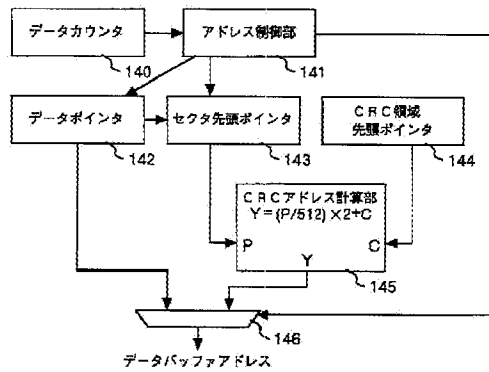 データカウンタ
140
アドレス制御部
141
データポインタ
142
セクタ先頭ポインタ
143
CRC領域
先頭ポインタ
144
CRCアドレス計算部
Y=(P/512)×2+C
P
C
Y
145
146
データバッファアドレス